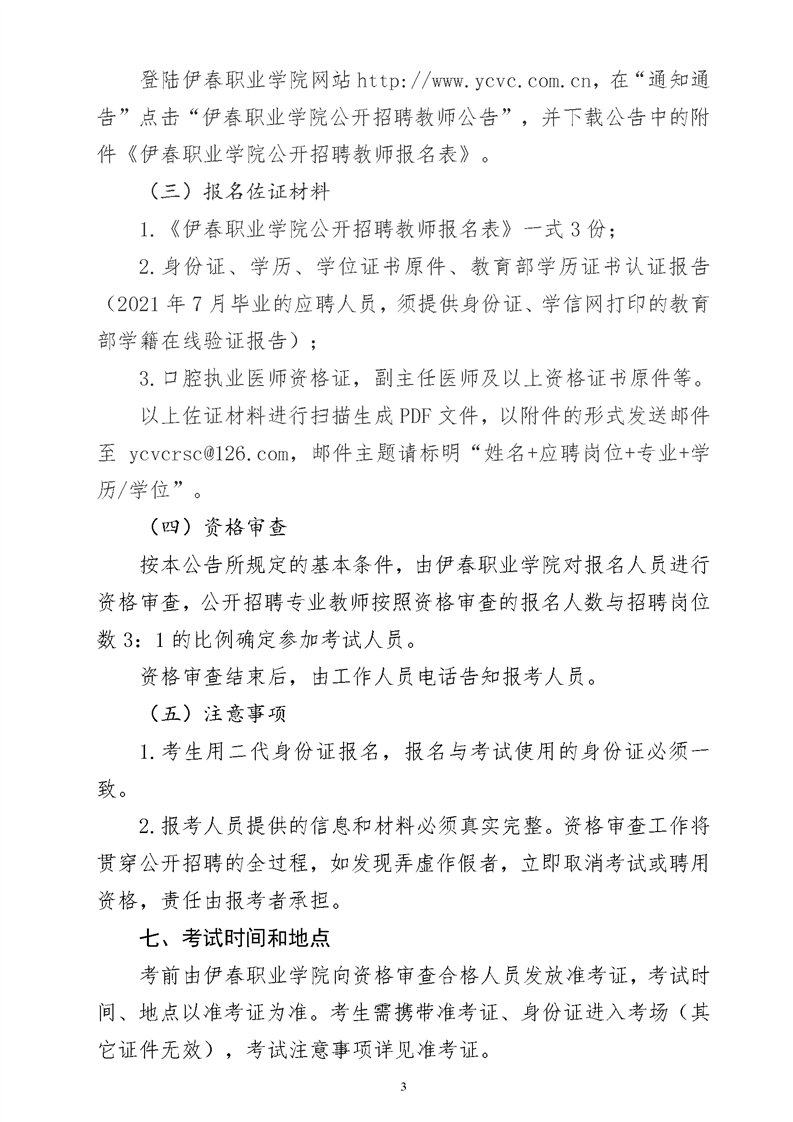 登陆伊春职业学院网站 http://www.ycvc.com.cn，在“通知通
告”点击“伊春职业学院公开招聘教师公告”，并下载公告中的附
件《伊春职业学院公开招聘教师报名表》。
（三）报名佐证材料
1.《伊春职业学院公开招聘教师报名表》一式 3 份；
2.身份证、学历、学位证书原件、教育部学历证书认证报告
（2021 年 7 月毕业的应聘人员，须提供身份证、学信网打印的教育
部学籍在线验证报告）；
3.口腔执业医师资格证，副主任医师及以上资格证书原件等。
以上佐证材料进行扫描生成 PDF 文件，以附件的形式发送邮件
至 ycvcrsc@126.com，邮件主题请标明“姓名+应聘岗位+专业+学
历/学位”。
（四）资格审查
按本公告所规定的基本条件，由伊春职业学院对报名人员进行
资格审查，公开招聘专业教师按照资格审查的报名人数与招聘岗位
数 3：1 的比例确定参加考试人员。
资格审查结束后，由工作人员电话告知报考人员。
（五）注意事项
1.考生用二代身份证报名，报名与考试使用的身份证必须一
致。
2.报考人员提供的信息和材料必须真实完整。资格审查工作将
贯穿公开招聘的全过程，如发现弄虚作假者，立即取消考试或聘用
资格，责任由报考者承担。
七、考试时间和地点
考前由伊春职业学院向资格审查合格人员发放准考证，考试时
间、地点以准考证为准。考生需携带准考证、身份证进入考场（其
它证件无效），考试注意事项详见准考证。
3